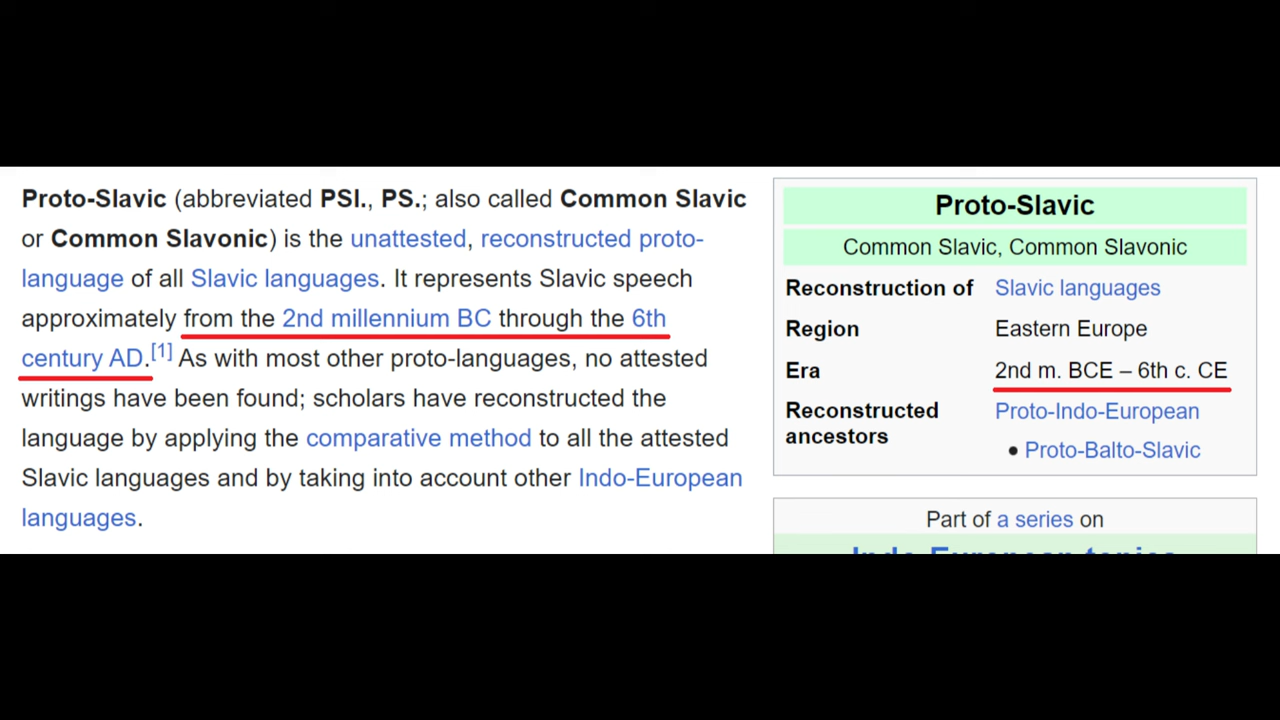 Proto-Slavic (abbreviated PSl., PS.; also called Common Slavic
or Common Slavonic) is the unattested, reconstructed proto-
language of all Slavic languages. It represents Slavic speech
approximately from the 2nd millennium BC through the 6th
century AD.[1] As with most other proto-languages, no attested
writings have been found; scholars have reconstructed the
language by applying the comparative method to all the attested
Slavic languages and by taking into account other Indo-European
languages.
Proto-Slavic
Common Slavic, Common Slavonic
Reconstruction of Slavic languages
Region Eastern Europe
Era 2nd m. BCE – 6th c. CE
Reconstructed Proto-Indo-European
ancestors • Proto-Balto-Slavic
Part of a series on
Indo-European topics